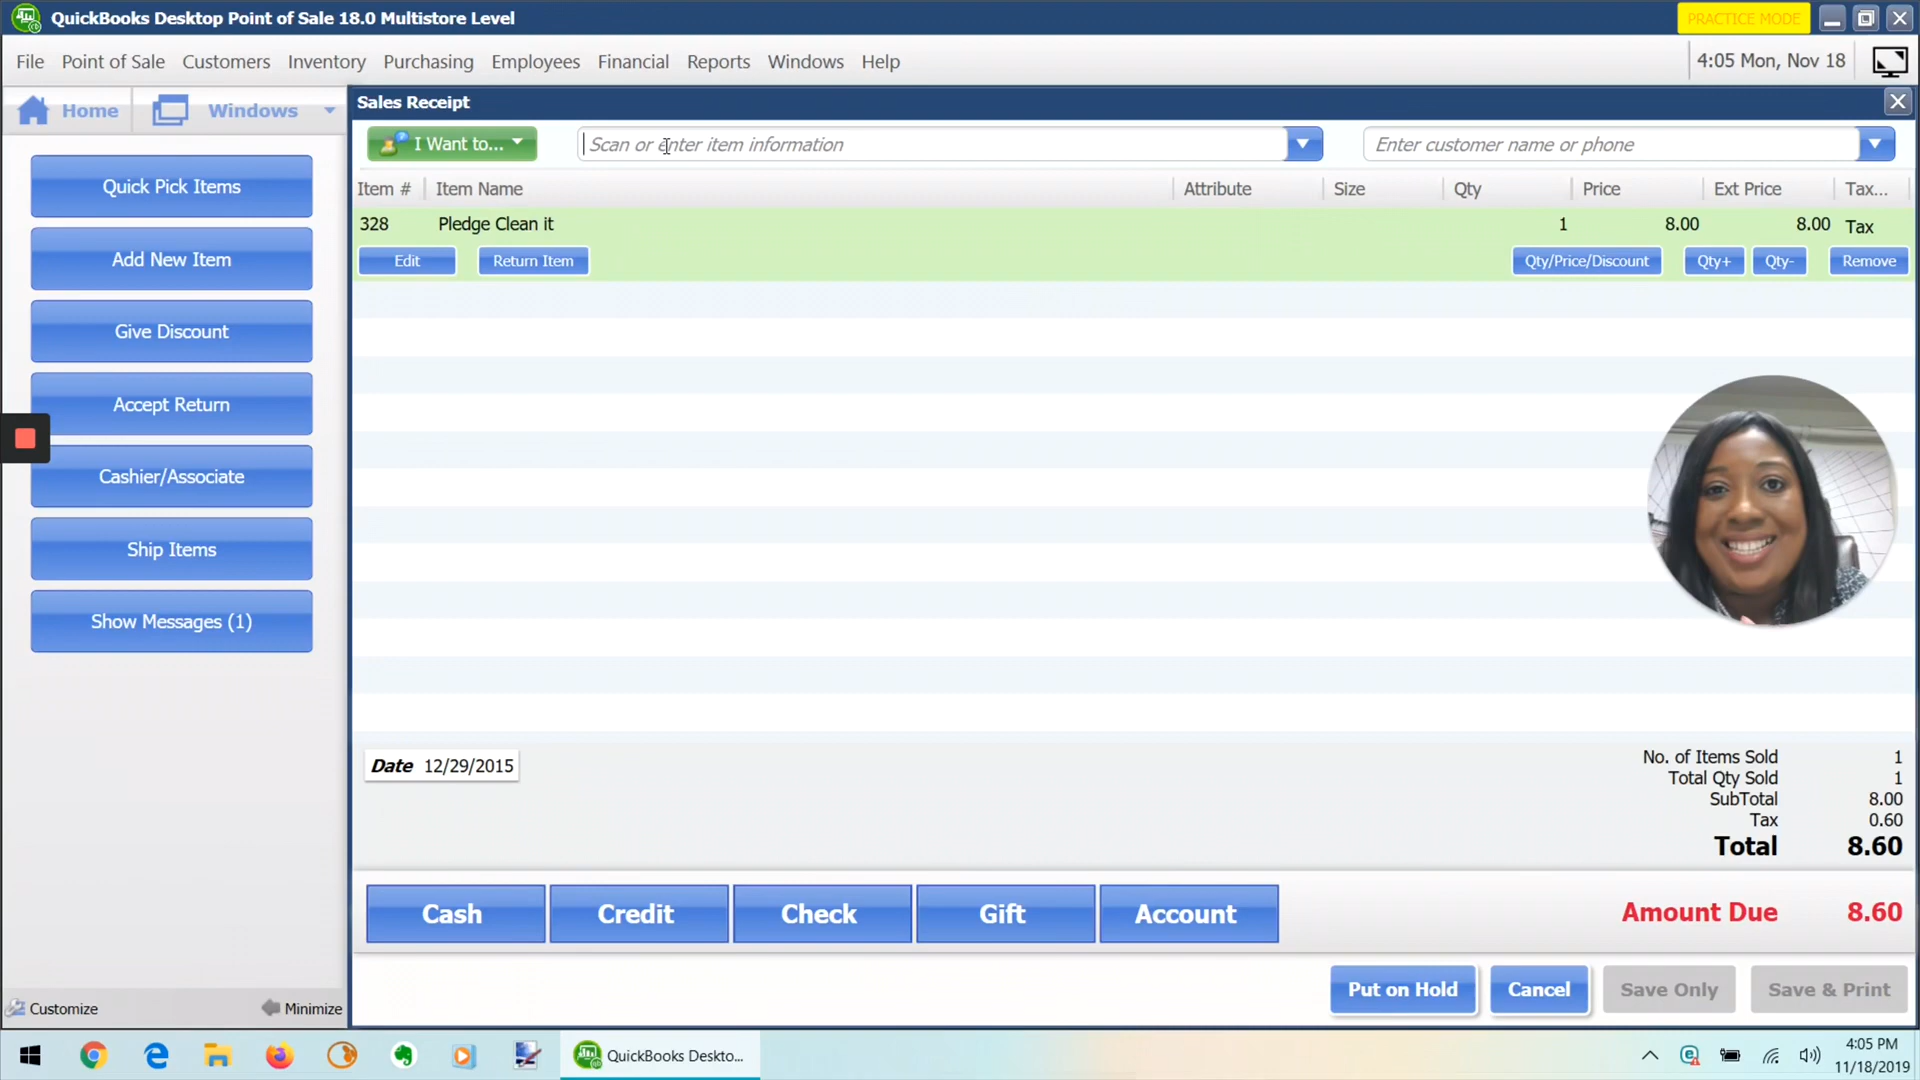 QuickBooks Desktop Point of Sale 18.0 Multistore Level
PRACTICE MODE
File Point of Sale Customers Inventory Purchasing Employees Financial Reports Windows Help
4:05 Mon, Nov 18
Home Windows
Sales Receipt
I Want to... Scan or enter item information Enter customer name or phone
Quick Pick Items
Add New Item
Give Discount
Accept Return
Cashier/Associate
Ship Items
Show Messages (1)
Item # Item Name Attribute Size Qty Price Ext Price Tax...
328 Pledge Clean it 1 8.00 8.00 Tax
Edit Return Item Qty/Price/Discount Qty+ Qty- Remove
Date 12/29/2015
No. of Items Sold 1
Total Qty Sold 1
SubTotal 8.00
Tax 0.60
Total 8.60
Cash Credit Check Gift Account
Amount Due 8.60
Put on Hold Cancel Save Only Save & Print
Customize Minimize
QuickBooks Deskto...
4:05 PM
11/18/2019